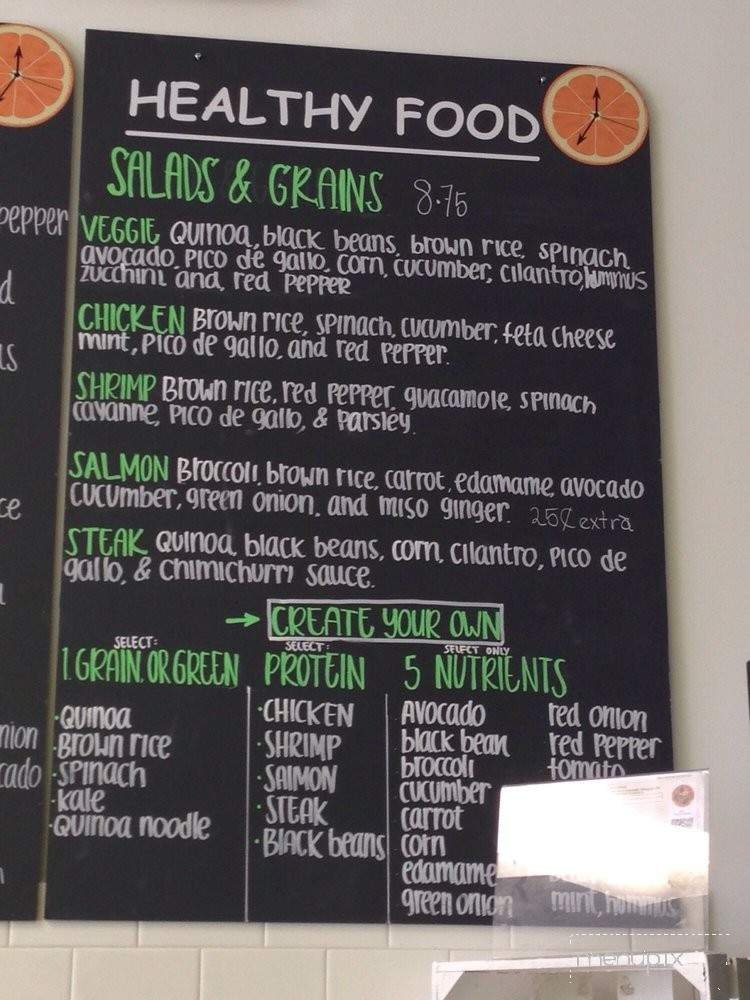 HEALTHY FOOD
SALADS & GRAINS 8.75
VEGGIE Quinoa, black beans, brown rice, spinach
avocado, pico de gallo, corn, cucumber, cilantro, hummus
zucchini and, red pepper
CHICKEN Brown rice, spinach, cucumber, feta cheese
mint, pico de gallo, and red pepper.
SHRIMP Brown rice, red pepper, guacamole, spinach
cayanne, pico de gallo, & parsley.
SALMON Broccoli, brown rice, carrot, edamame, avocado
cucumber, green onion, and miso ginger. 25¢ extra
STEAK Quinoa, black beans, corn, cilantro, pico de
gallo, & chimichurri sauce.
→ CREATE YOUR OWN
SELECT:
1. GRAIN, OR GREEN
·Quinoa
·Brown rice
·spinach
·kale
·Quinoa noodle
SELECT:
PROTEIN
·CHICKEN
·SHRIMP
·SALMON
·STEAK
·BLACK beans
SELECT ONLY
5 NUTRIENTS
Avocado
black bean
broccoli
cucumber
carrot
corn
edamame
green onion
red onion
red pepper
tomato
mint, hummus
pepper
d
ce
nion
cado
menupix